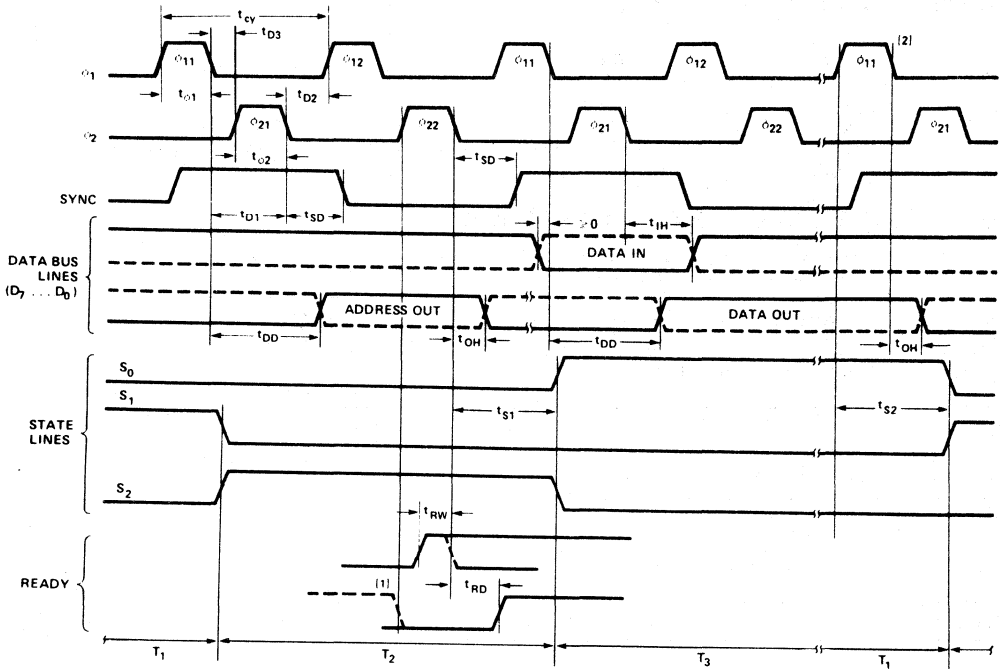 tCY
tD3
φ1 φ11 φ12 φ11 φ12 φ11 [2]
tφ1 tD2
φ2 φ21 φ22 φ21 φ22 φ21
tφ2 tSD
SYNC
tD1 tSD >0 tIH
DATA BUS
LINES
(D7 ... D0)
DATA IN
ADDRESS OUT DATA OUT
tDD tOH tDD tOH
S0
S1
tS1 tS2
STATE
LINES
S2
tRW
READY
[1] tRD
T1 T2 T3 T1